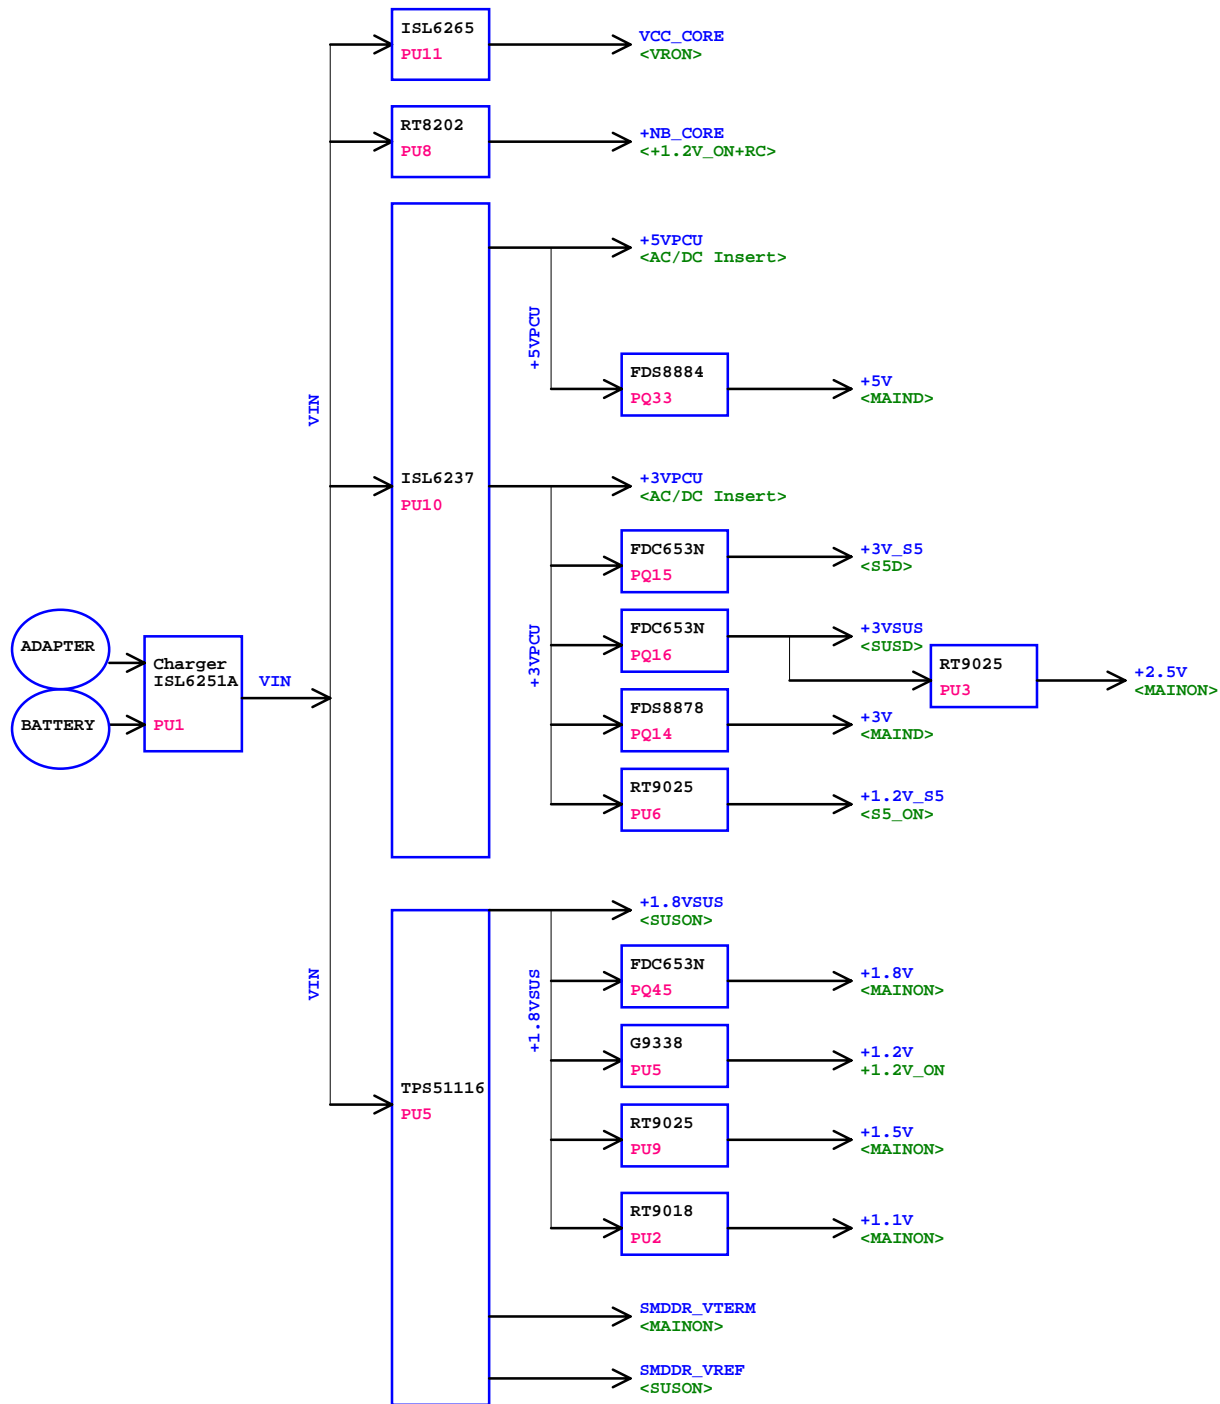 ISL6265
PU11
VCC_CORE
<VRON>
RT8202
PU8
+NB_CORE
<+1.2V_ON+RC>
+5VPCU
<AC/DC Insert>
+5VPCU
FDS8884
PQ33
+5V
<MAIND>
VIN
ISL6237
PU10
+3VPCU
<AC/DC Insert>
FDC653N
PQ15
+3V_S5
<S5D>
ADAPTER
BATTERY
Charger
ISL6251A
PU1
VIN
+3VPCU
FDC653N
PQ16
+3VSUS
<SUSD>
RT9025
PU3
+2.5V
<MAINON>
FDS8878
PQ14
+3V
<MAIND>
RT9025
PU6
+1.2V_S5
<S5_ON>
+1.8VSUS
<SUSON>
VIN
+1.8VSUS
FDC653N
PQ45
+1.8V
<MAINON>
G9338
PU5
+1.2V
+1.2V_ON
TPS51116
PU5
RT9025
PU9
+1.5V
<MAINON>
RT9018
PU2
+1.1V
<MAINON>
SMDDR_VTERM
<MAINON>
SMDDR_VREF
<SUSON>